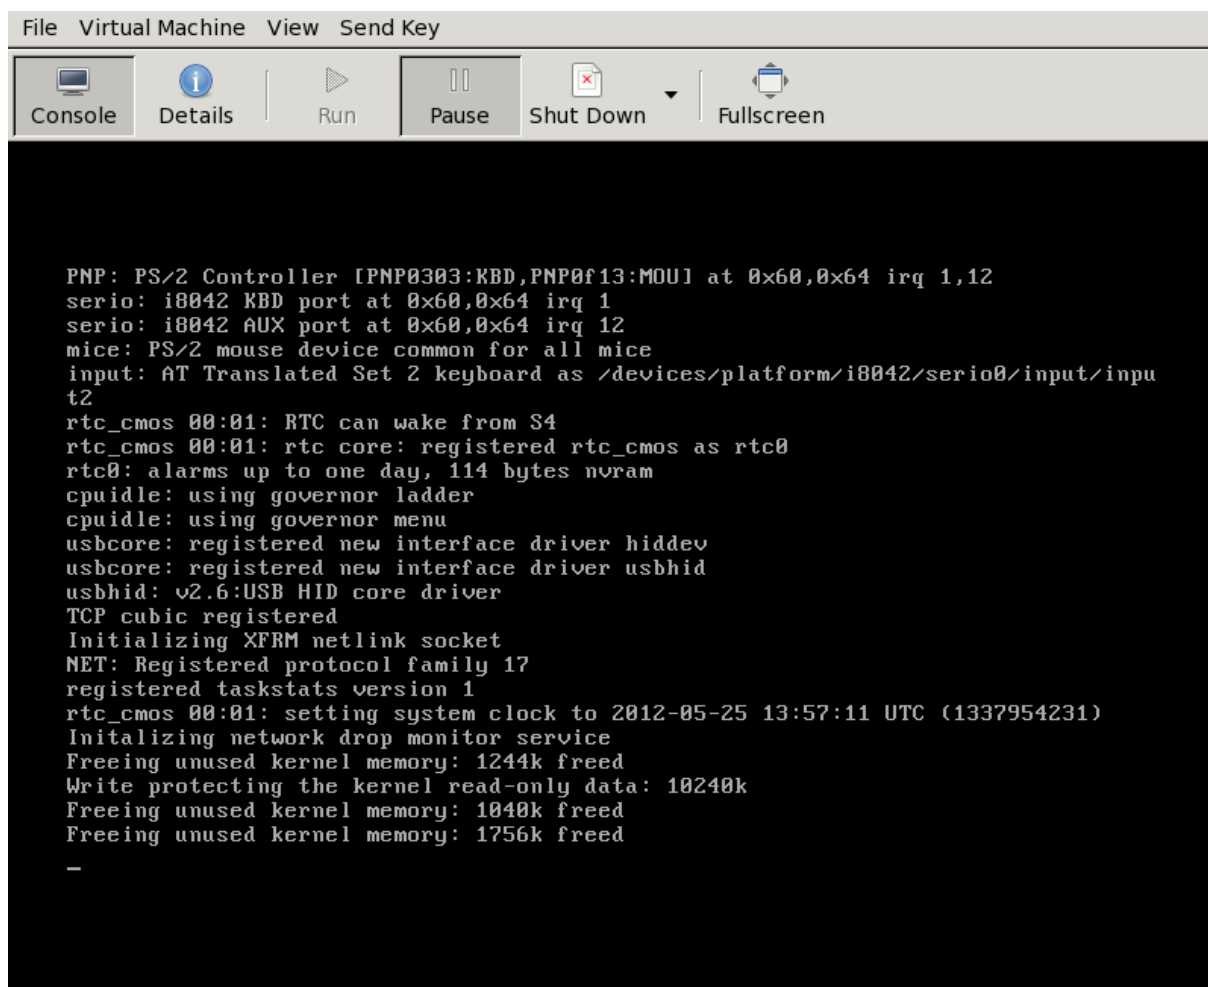 File Virtual Machine View Send Key
Console Details Run Pause Shut Down Fullscreen
PNP: PS/2 Controller [PNP0303:KBD,PNP0f13:MOU] at 0x60,0x64 irq 1,12
serio: i8042 KBD port at 0x60,0x64 irq 1
serio: i8042 AUX port at 0x60,0x64 irq 12
mice: PS/2 mouse device common for all mice
input: AT Translated Set 2 keyboard as /devices/platform/i8042/serio0/input/inpu
t2
rtc_cmos 00:01: RTC can wake from S4
rtc_cmos 00:01: rtc core: registered rtc_cmos as rtc0
rtc0: alarms up to one day, 114 bytes nvram
cpuidle: using governor ladder
cpuidle: using governor menu
usbcore: registered new interface driver hiddev
usbcore: registered new interface driver usbhid
usbhid: v2.6:USB HID core driver
TCP cubic registered
Initializing XFRM netlink socket
NET: Registered protocol family 17
registered taskstats version 1
rtc_cmos 00:01: setting system clock to 2012-05-25 13:57:11 UTC (1337954231)
Initalizing network drop monitor service
Freeing unused kernel memory: 1244k freed
Write protecting the kernel read-only data: 10240k
Freeing unused kernel memory: 1040k freed
Freeing unused kernel memory: 1756k freed